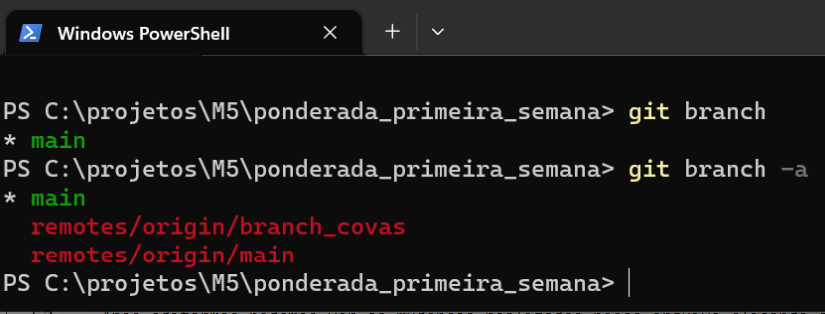 Windows PowerShell
PS C:\projetos\M5\ponderada_primeira_semana> git branch
* main
PS C:\projetos\M5\ponderada_primeira_semana> git branch -a
* main
remotes/origin/branch_covas
remotes/origin/main
PS C:\projetos\M5\ponderada_primeira_semana>